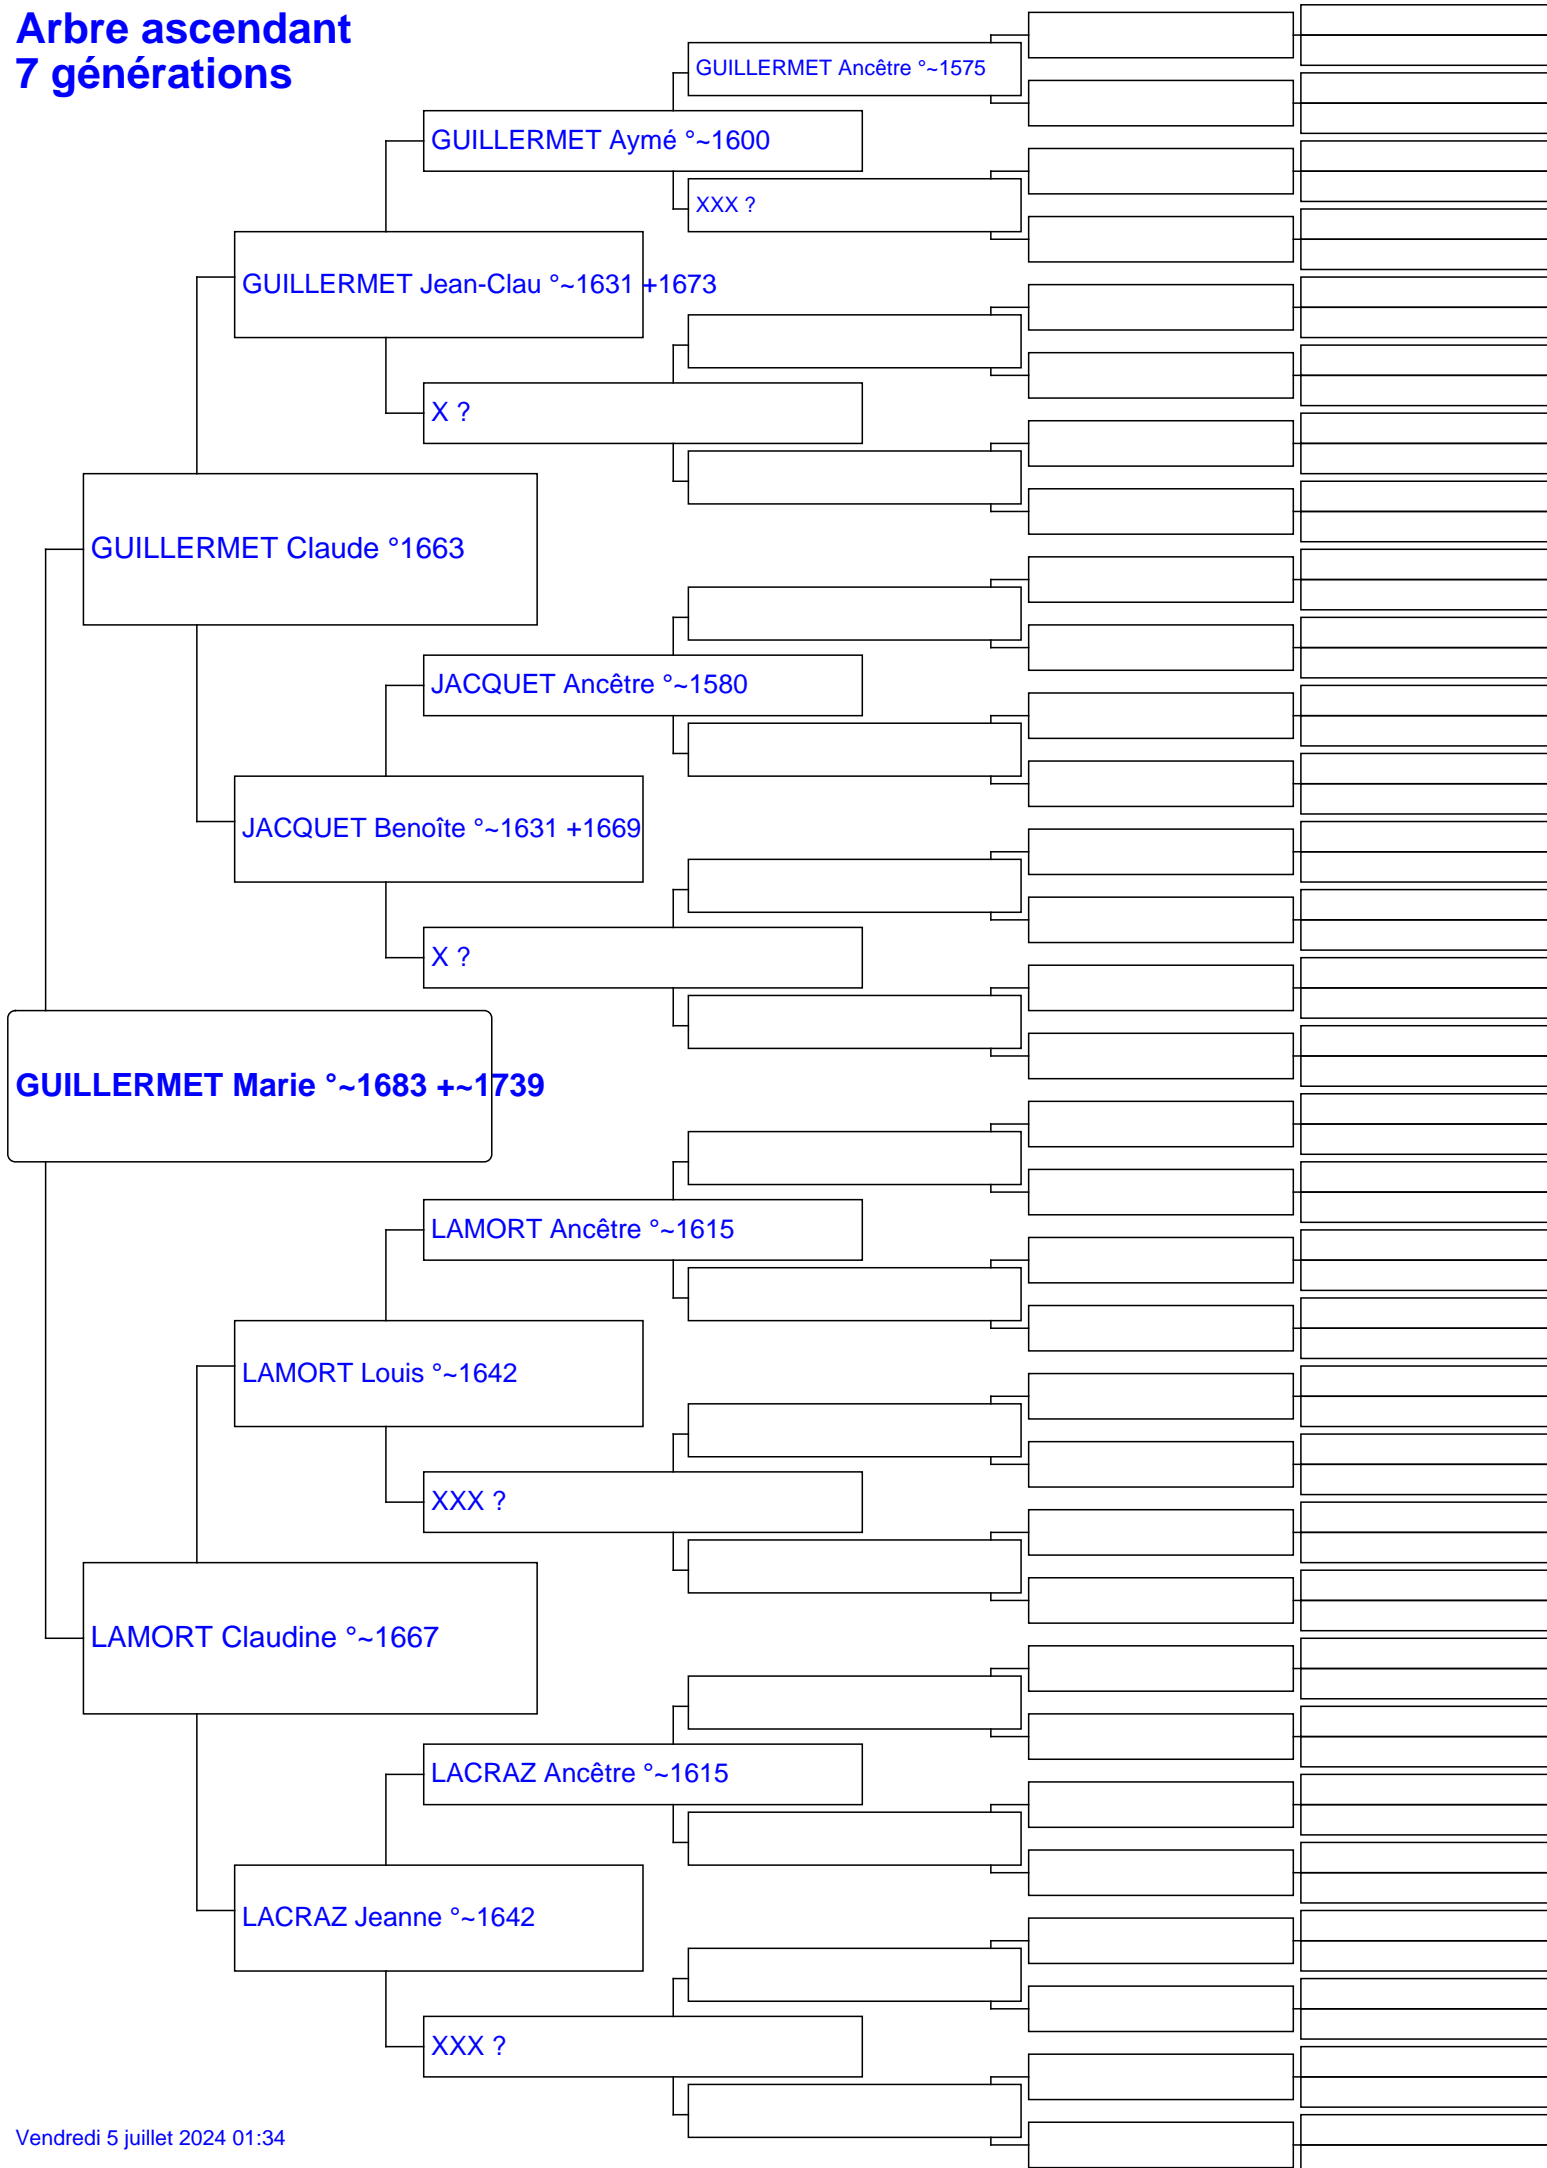 Arbre ascendant
7 générations
GUILLERMET Ancêtre °~1575
GUILLERMET Aymé °~1600
XXX ?
GUILLERMET Jean-Clau °~1631 +1673
X ?
GUILLERMET Claude °1663
JACQUET Ancêtre °~1580
JACQUET Benoîte °~1631 +1669
X ?
GUILLERMET Marie °~1683 +~1739
LAMORT Ancêtre °~1615
LAMORT Louis °~1642
XXX ?
LAMORT Claudine °~1667
LACRAZ Ancêtre °~1615
LACRAZ Jeanne °~1642
XXX ?
Vendredi 5 juillet 2024 01:34